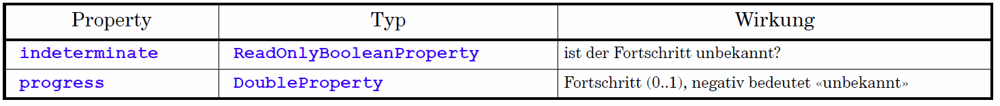 Property Typ Wirkung
indeterminate ReadOnlyBooleanProperty ist der Fortschritt unbekannt?
progress DoubleProperty Fortschritt (0..1), negativ bedeutet «unbekannt»